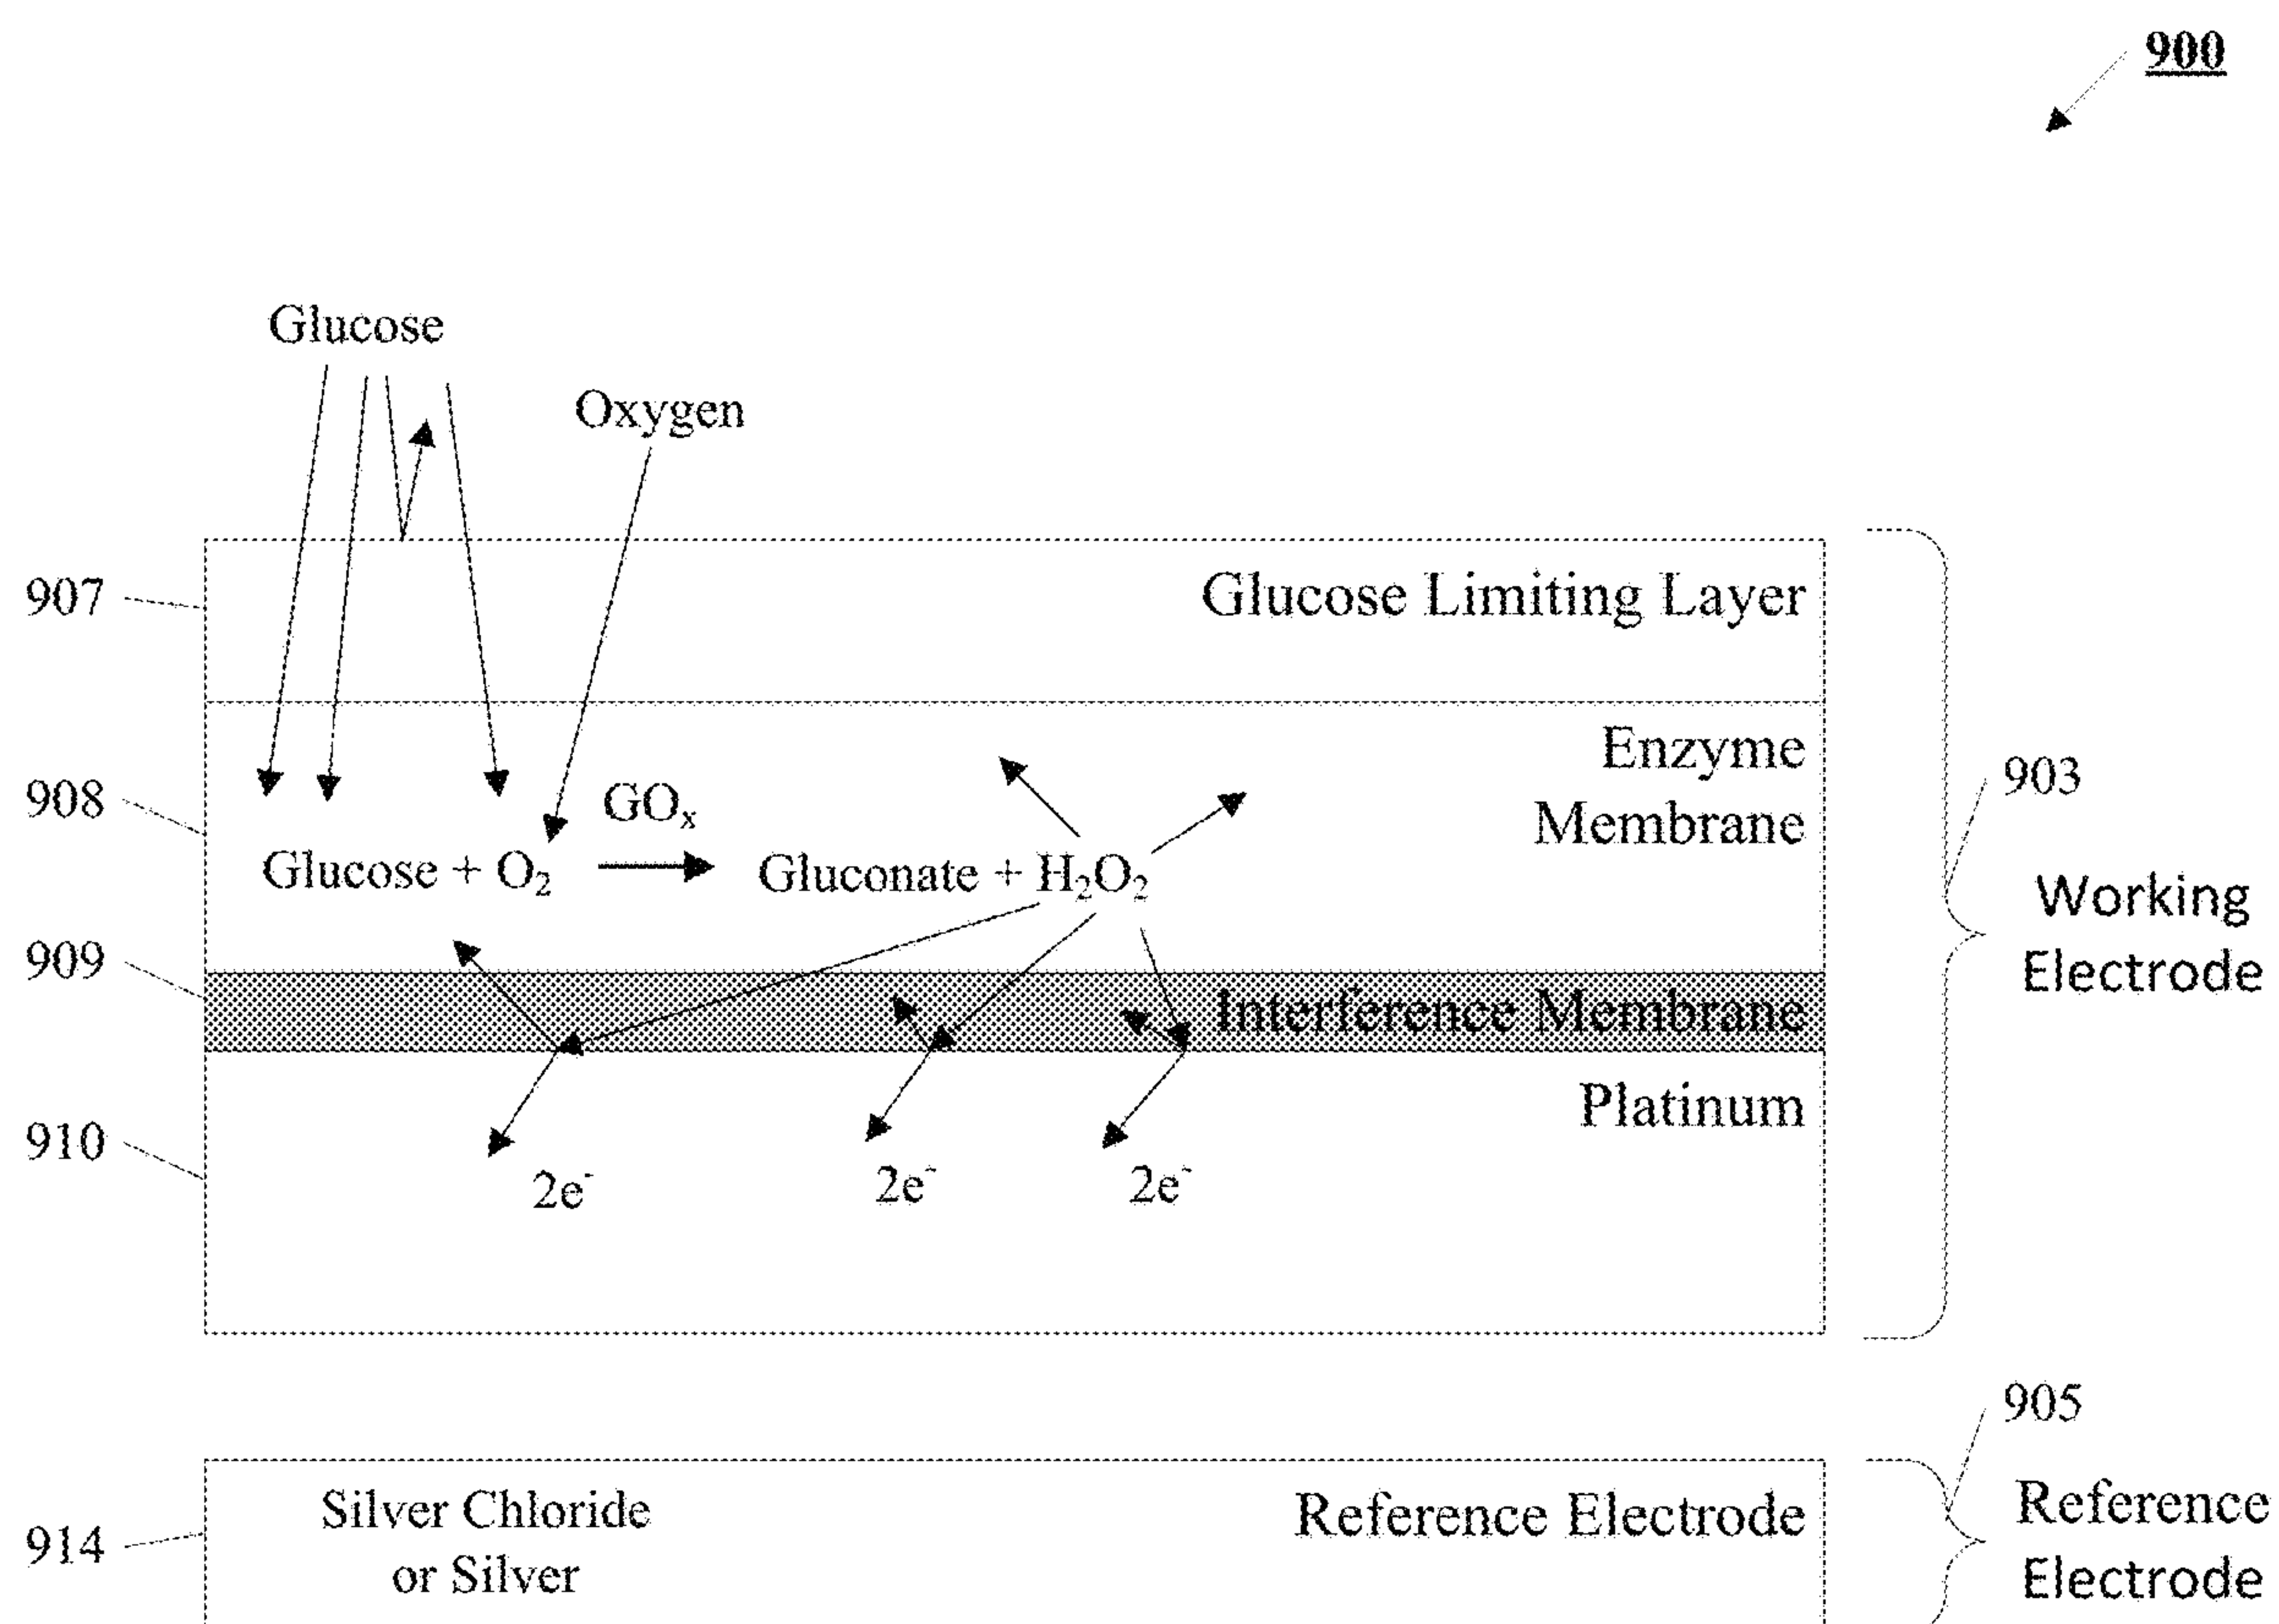 900
Glucose
Oxygen
907
Glucose Limiting Layer
908
Enzyme
Membrane
903
Working
Electrode
GOₓ
Glucose + O₂
Gluconate + H₂O₂
909
Interference Membrane
910
Platinum
2e⁻
2e⁻
2e⁻
905
914
Silver Chloride
or Silver
Reference Electrode
Reference
Electrode